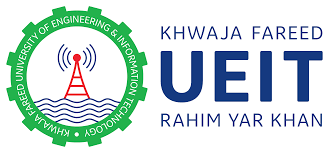 KHWAJA FAREED UNIVERSITY OF ENGINEERING & INFORMATION TECHNOLOGY
KHWAJA FAREED
UEIT
RAHIM YAR KHAN